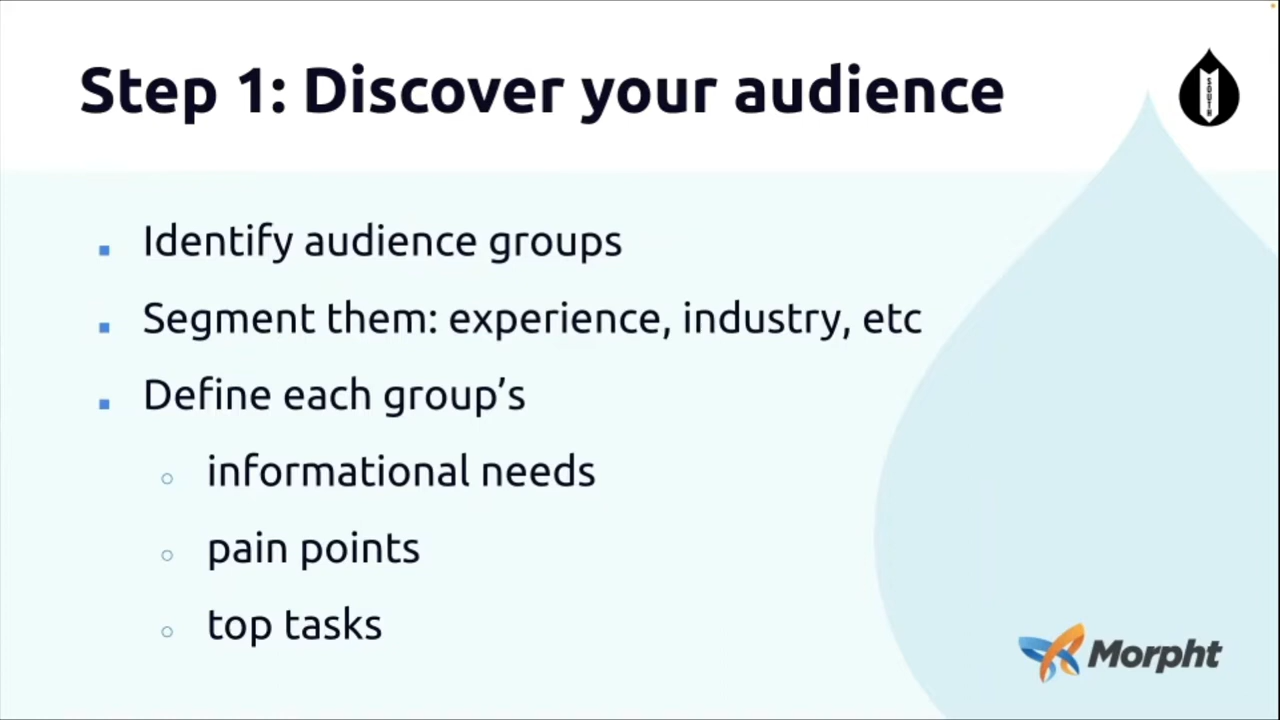 Step 1: Discover your audience
SOUTH
Identify audience groups
Segment them: experience, industry, etc
Define each group’s
informational needs
pain points
top tasks
Morpht